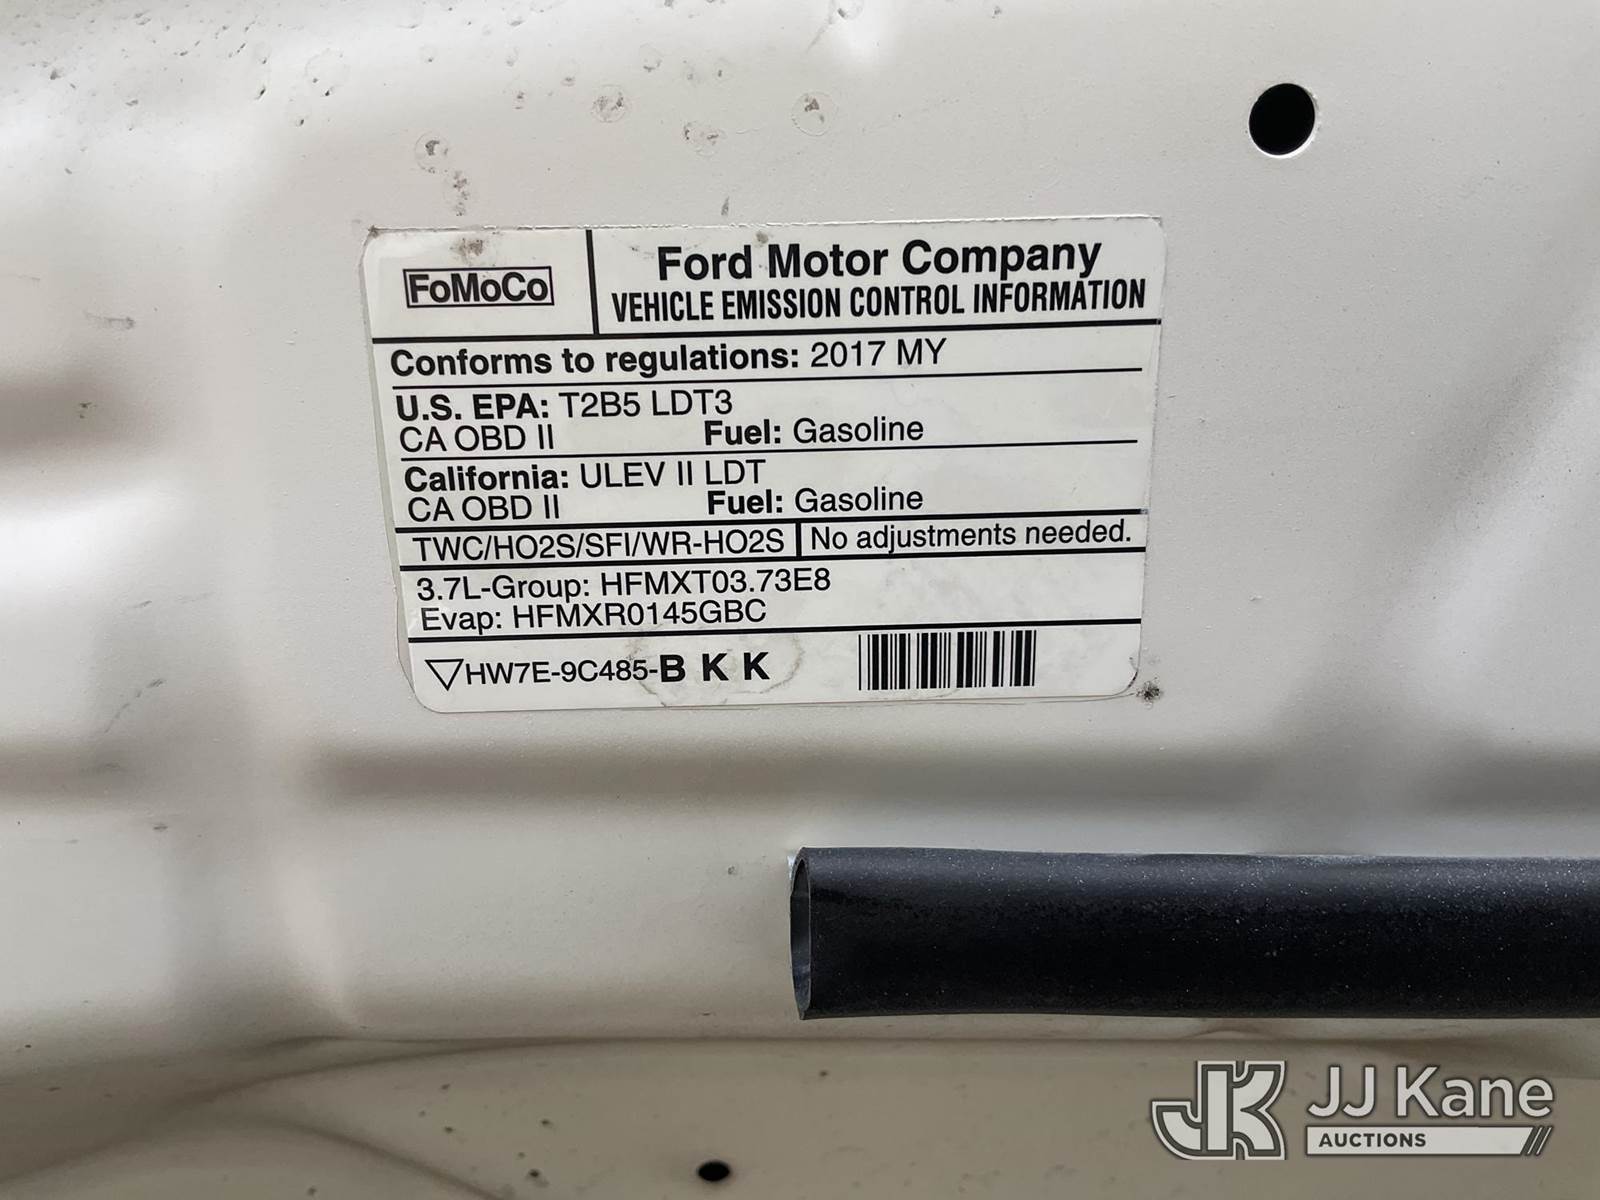 FoMoCo
Ford Motor Company
VEHICLE EMISSION CONTROL INFORMATION
Conforms to regulations: 2017 MY
U.S. EPA: T2B5 LDT3
CA OBD II Fuel: Gasoline
California: ULEV II LDT
CA OBD II Fuel: Gasoline
TWC/HO2S/SFI/WR-HO2S No adjustments needed.
3.7L-Group: HFMXT03.73E8
Evap: HFMXR0145GBC
HW7E-9C485-B K K
JK JJ Kane
AUCTIONS